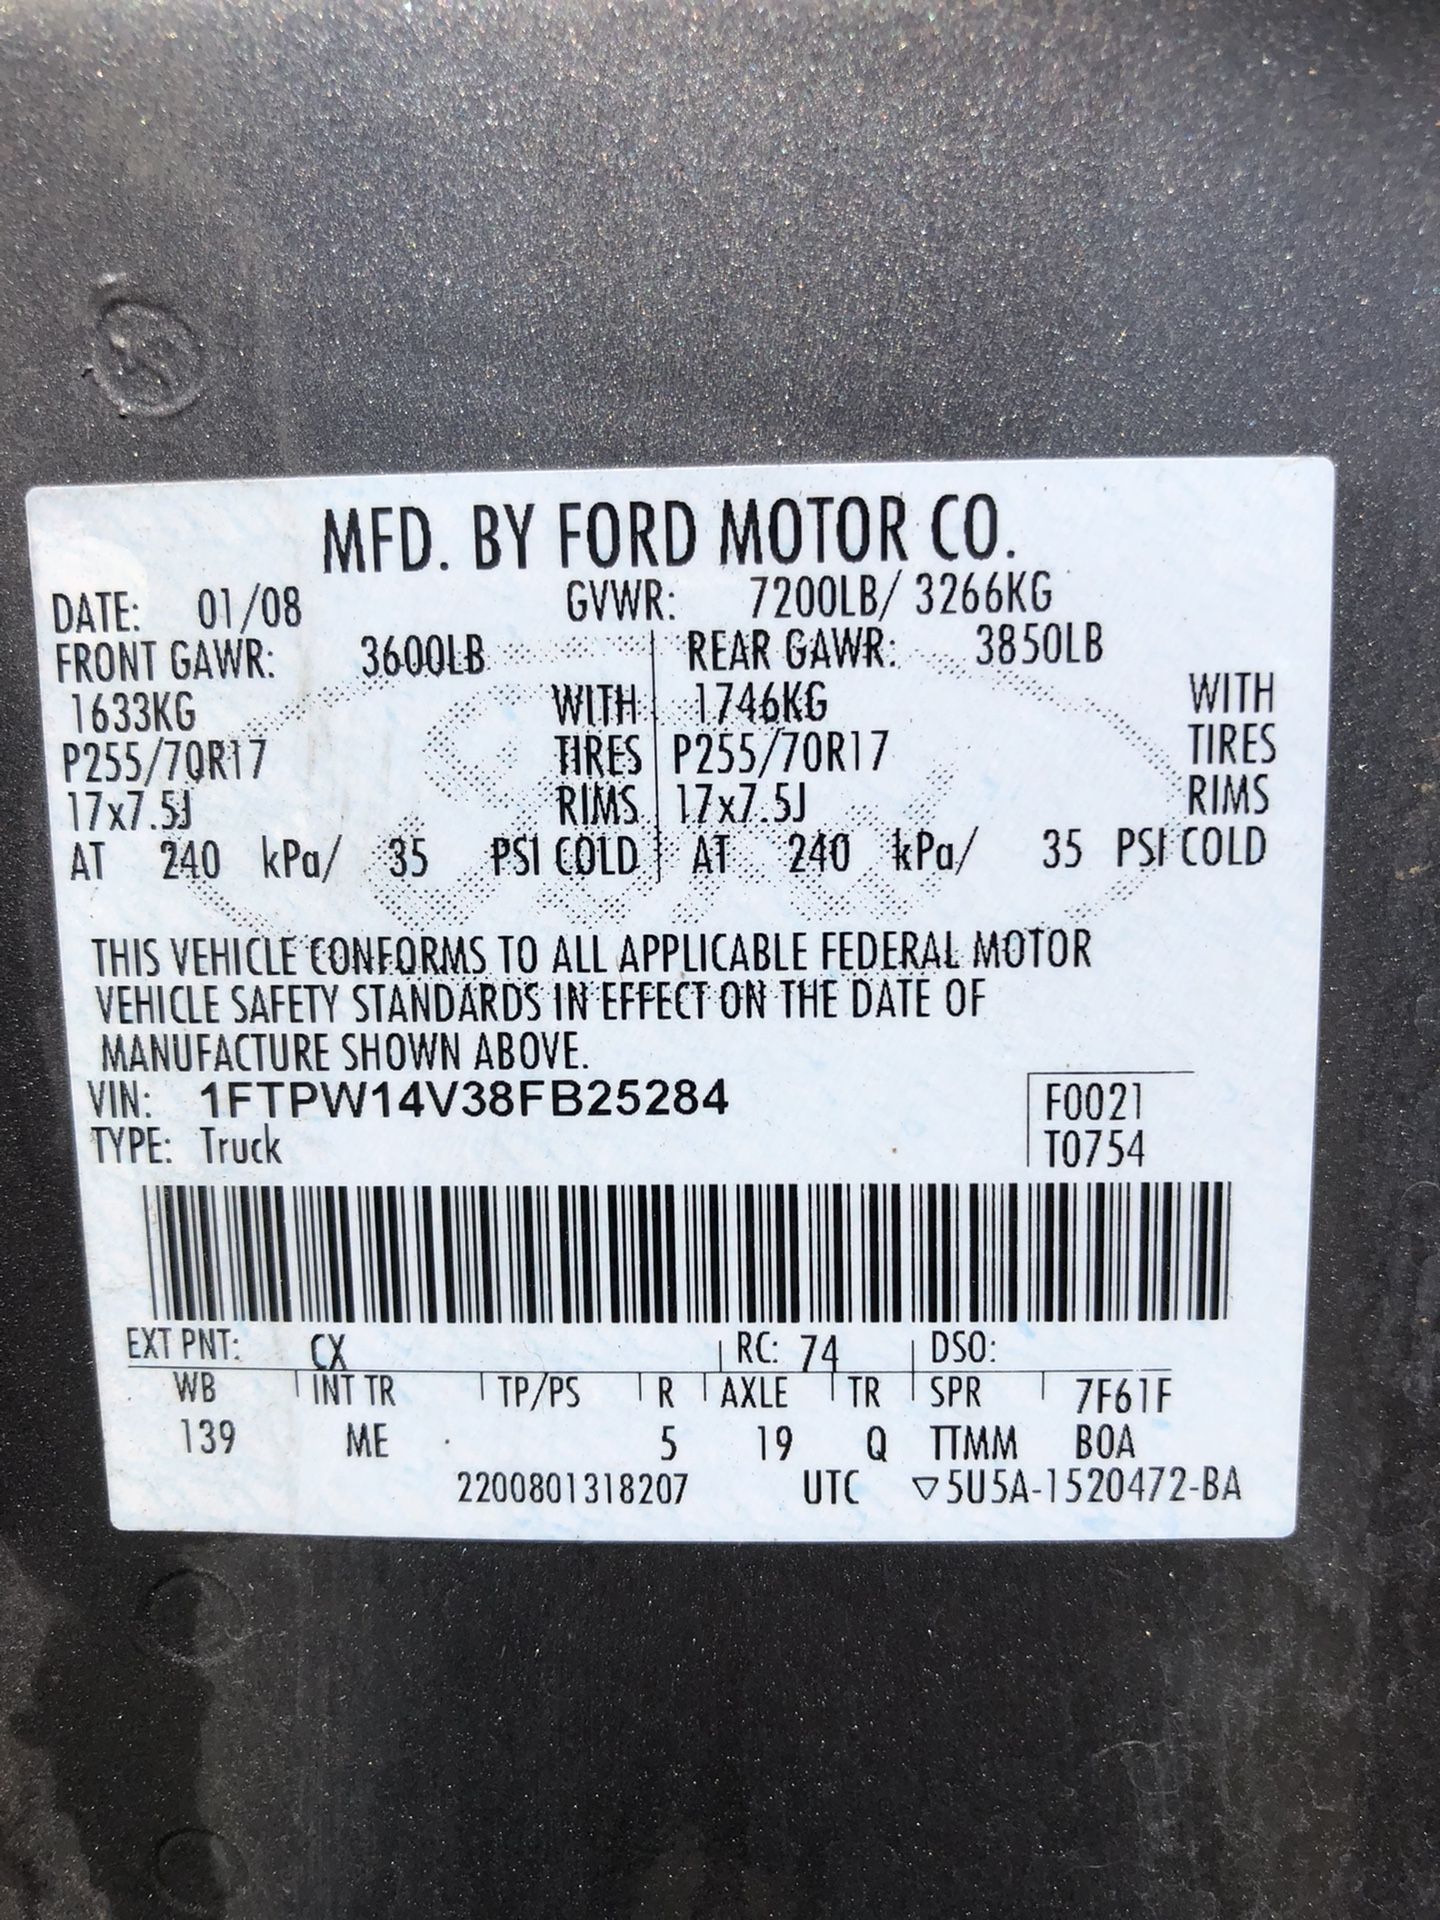 MFD. BY FORD MOTOR CO.
DATE: 01/08 GVWR: 7200LB/ 3266KG
FRONT GAWR: 3600LB REAR GAWR: 3850LB
1633KG WITH 1746KG WITH
P255/70R17 TIRES P255/70R17 TIRES
17x7.5J RIMS 17x7.5J RIMS
AT 240 kPa/ 35 PSI COLD AT 240 kPa/ 35 PSI COLD
THIS VEHICLE CONFORMS TO ALL APPLICABLE FEDERAL MOTOR
VEHICLE SAFETY STANDARDS IN EFFECT ON THE DATE OF
MANUFACTURE SHOWN ABOVE.
VIN: 1FTPW14V38FB25284 F0021
TYPE: Truck T0754
EXT PNT: CX RC: 74 DSO:
WB INT TR TP/PS R AXLE TR SPR 7F61F
139 ME 5 19 Q TTMM BOA
2200801318207 UTC ▽5U5A-1520472-BA